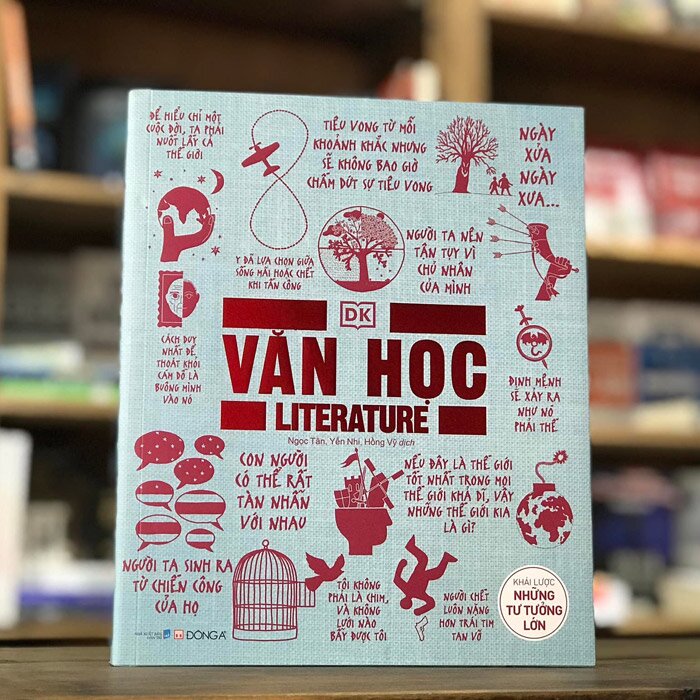 ĐỂ HIỂU CHỈ MỘT
CUỘC ĐỜI, TA PHẢI
NUỐT LẤY CẢ
THẾ GIỚI
TIÊU VONG TỪ MỖI
KHOẢNH KHẮC NHƯNG
SẼ KHÔNG BAO GIỜ
CHẤM DỨT SỰ TIÊU VONG
NGÀY
XỬA
NGÀY
XƯA...
Y ĐÃ LỰA CHỌN GIỮA
SỐNG MÃI HOẶC CHẾT
KHI TẤN CÔNG
NGƯỜI TA NÊN
TẬN TỤY VÌ
CHỦ NHÂN
CỦA MÌNH
CÁCH DUY
NHẤT ĐỂ
THOÁT KHỎI
CÁM DỖ LÀ
BUÔNG MÌNH
VÀO NÓ
DK
VĂN HỌC
LITERATURE
Ngọc Tân, Yến Nhi, Hồng Vỹ dịch
ĐỊNH MỆNH
SẼ XẢY RA
NHƯ NÓ
PHẢI THẾ
CON NGƯỜI
CÓ THỂ RẤT
TÀN NHẪN
VỚI NHAU
NẾU ĐÂY LÀ THẾ GIỚI
TỐT NHẤT TRONG MỌI
THẾ GIỚI KHẢ DĨ, VẬY
NHỮNG THẾ GIỚI KIA
LÀ GÌ?
NGƯỜI TA SINH RA
TỪ CHIẾN CÔNG
CỦA HỌ
TÔI KHÔNG
PHẢI LÀ CHIM,
VÀ KHÔNG
LƯỚI NÀO
BẪY ĐƯỢC TÔI
NGƯỜI CHẾT
LUÔN NẶNG
HƠN TRÁI TIM
TAN VỠ
KHÁI LƯỢC
NHỮNG
TƯ TƯỞNG
LỚN
NHÀ XUẤT BẢN
DÂN TRÍ
ĐÔNG A